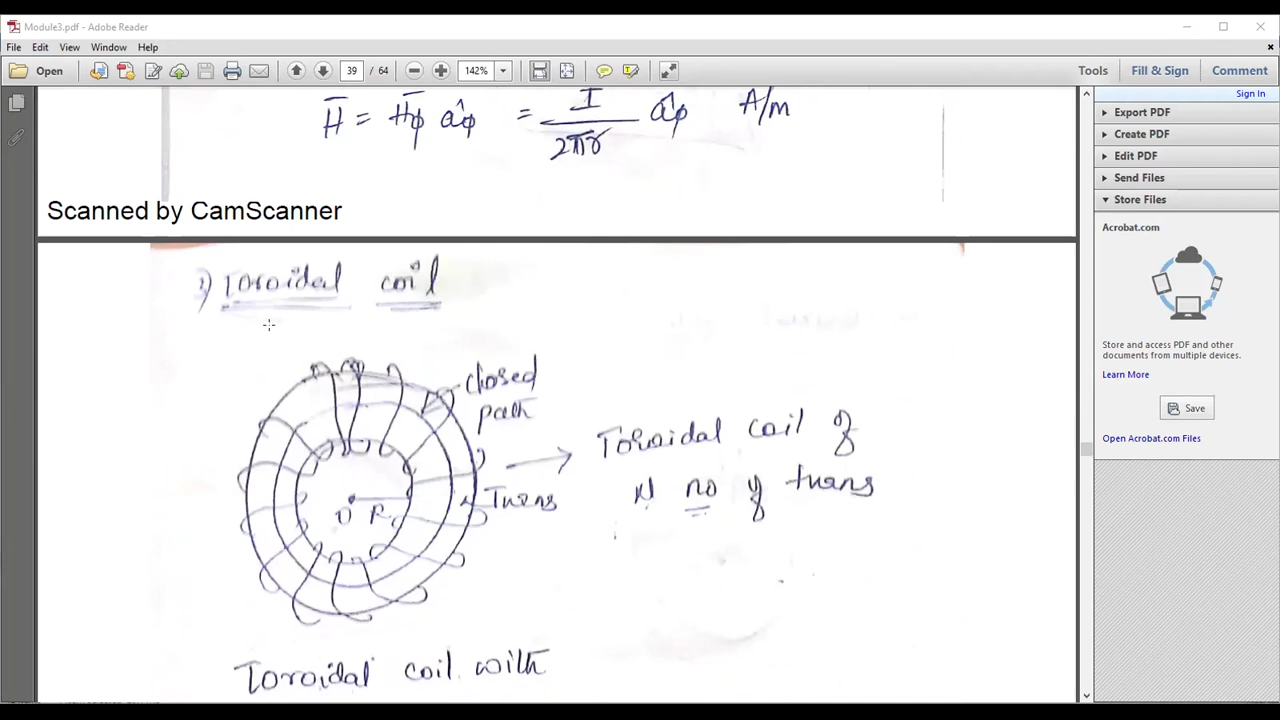 Module3.pdf - Adobe Reader
File Edit View Window Help
Open 39 / 64 142% Tools Fill & Sign Comment
H̅ = H̅ϕ âϕ = I / 2πr âϕ A/m
Scanned by CamScanner
1) Toroidal coil
closed
path
Toroidal coil of
N no of turns
Turns
O R
Toroidal coil with
Sign In
Export PDF
Create PDF
Edit PDF
Send Files
Store Files
Acrobat.com
Store and access PDF and other
documents from multiple devices.
Learn More
Save
Open Acrobat.com Files